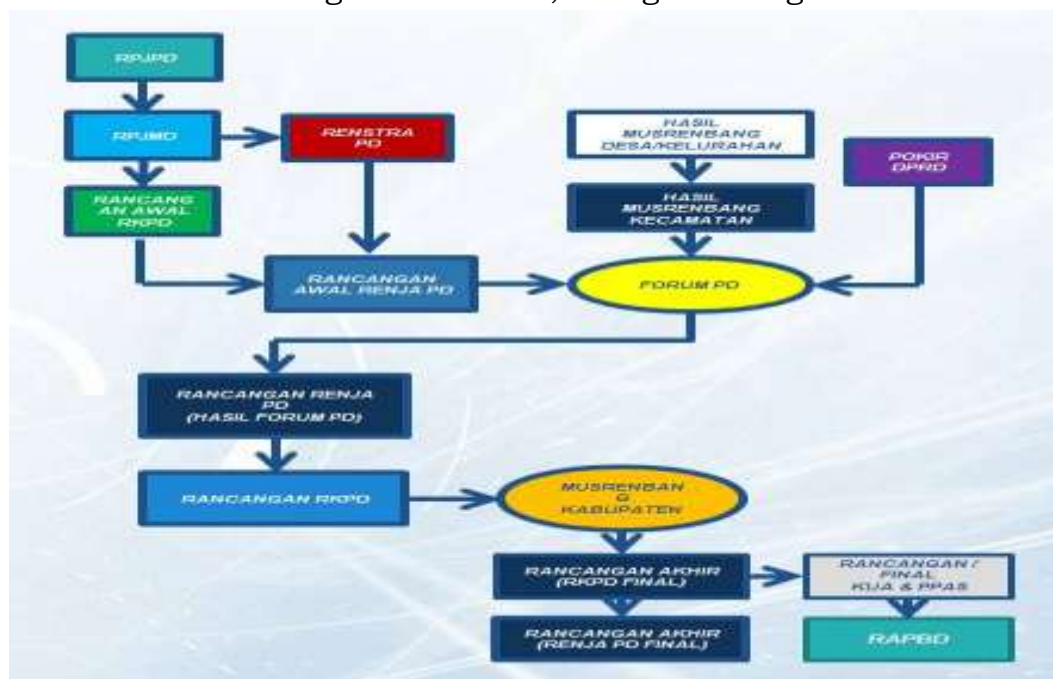 RPJPD
RPJMD
RENSTRA
PD
HASIL
MUSRENBANG
DESA/KELURAHAN
POKIR
DPRD
RANCANG
AN AWAL
RKPD
HASIL
MUSRENBANG
KECAMATAN
RANCANGAN
AWAL RENJA PD
FORUM PD
RANCANGAN RENJA
PD
(HASIL FORUM PD)
RANCANGAN RKPD
MUSRENBAN
G
KABUPATEN
RANCANGAN AKHIR
(RKPD FINAL)
RANCANGAN /
FINAL
KUA & PPAS
RANCANGAN AKHIR
(RENJA PD FINAL)
RAPBD